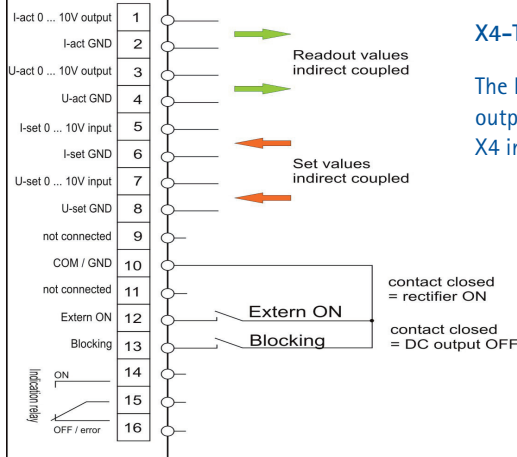 I-act 0 ... 10V output 1
I-act GND 2
U-act 0 ... 10V output 3
U-act GND 4
I-set 0 ... 10V input 5
I-set GND 6
U-set 0 ... 10V input 7
U-set GND 8
not connected 9
COM / GND 10
not connected 11
Extern ON 12
Blocking 13
14
15
16
Indication relay
ON
OFF / error
Readout values
indirect coupled
Set values
indirect coupled
Extern ON
Blocking
contact closed
= rectifier ON
contact closed
= DC output OFF
X4-
The
outp
X4 i